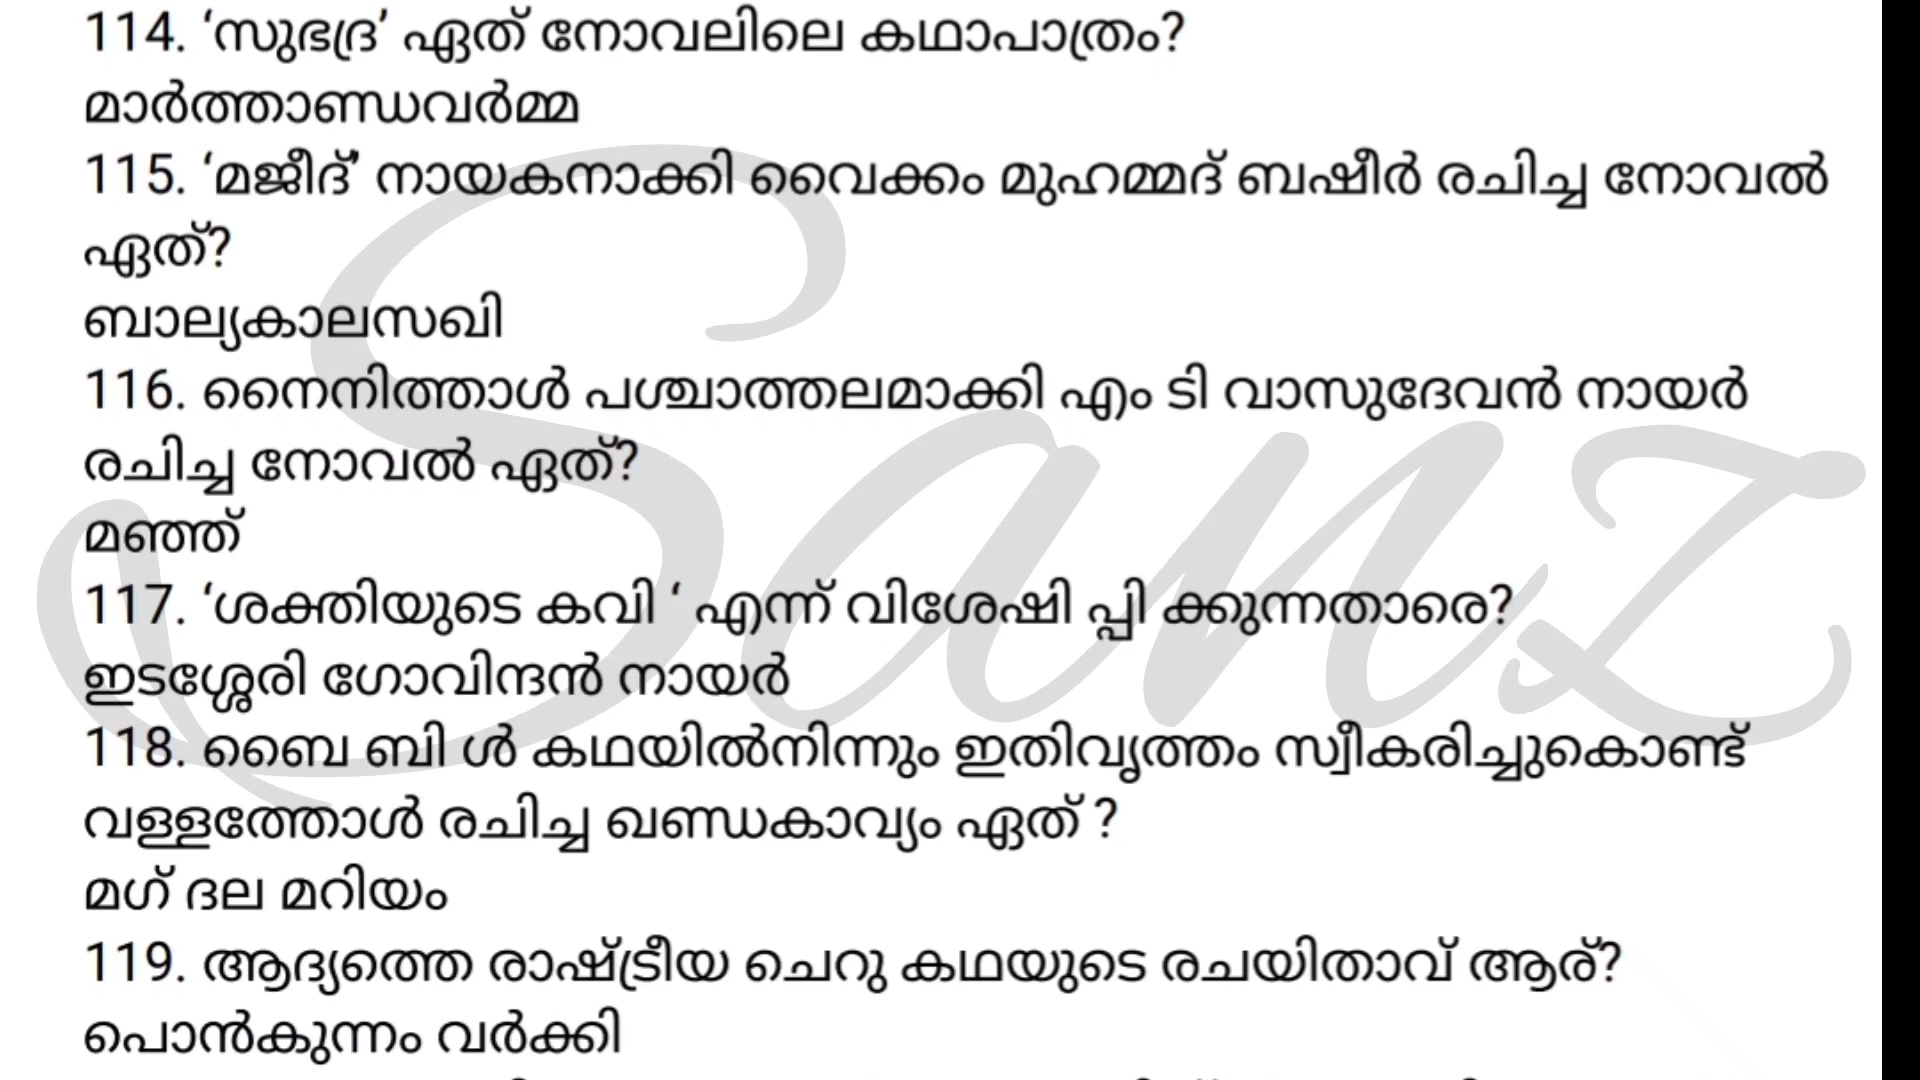 114. ‘സുഭദ്ര’ ഏത് നോവലിലെ കഥാപാത്രം?
മാർത്താണ്ഡവർമ്മ
115. ‘മജീദ്’ നായകനാക്കി വൈക്കം മുഹമ്മദ് ബഷീർ രചിച്ച നോവൽ
ഏത്?
ബാല്യകാലസഖി
116. നൈനിത്താൾ പശ്ചാത്തലമാക്കി എം ടി വാസുദേവൻ നായർ
രചിച്ച നോവൽ ഏത്?
മഞ്ഞ്
117. ‘ശക്തിയുടെ കവി ‘ എന്ന് വിശേഷി പ്പി ക്കുന്നതാരെ?
ഇടശ്ശേരി ഗോവിന്ദൻ നായർ
118. ബൈ ബി ൾ കഥയിൽനിന്നും ഇതിവൃത്തം സ്വീകരിച്ചുകൊണ്ട്
വള്ളത്തോൾ രചിച്ച ഖണ്ഡകാവ്യം ഏത് ?
മഗ് ദല മറിയം
119. ആദ്യത്തെ രാഷ്ട്രീയ ചെറു കഥയുടെ രചയിതാവ് ആര്?
പൊൻകുന്നം വർക്കി
Sanz